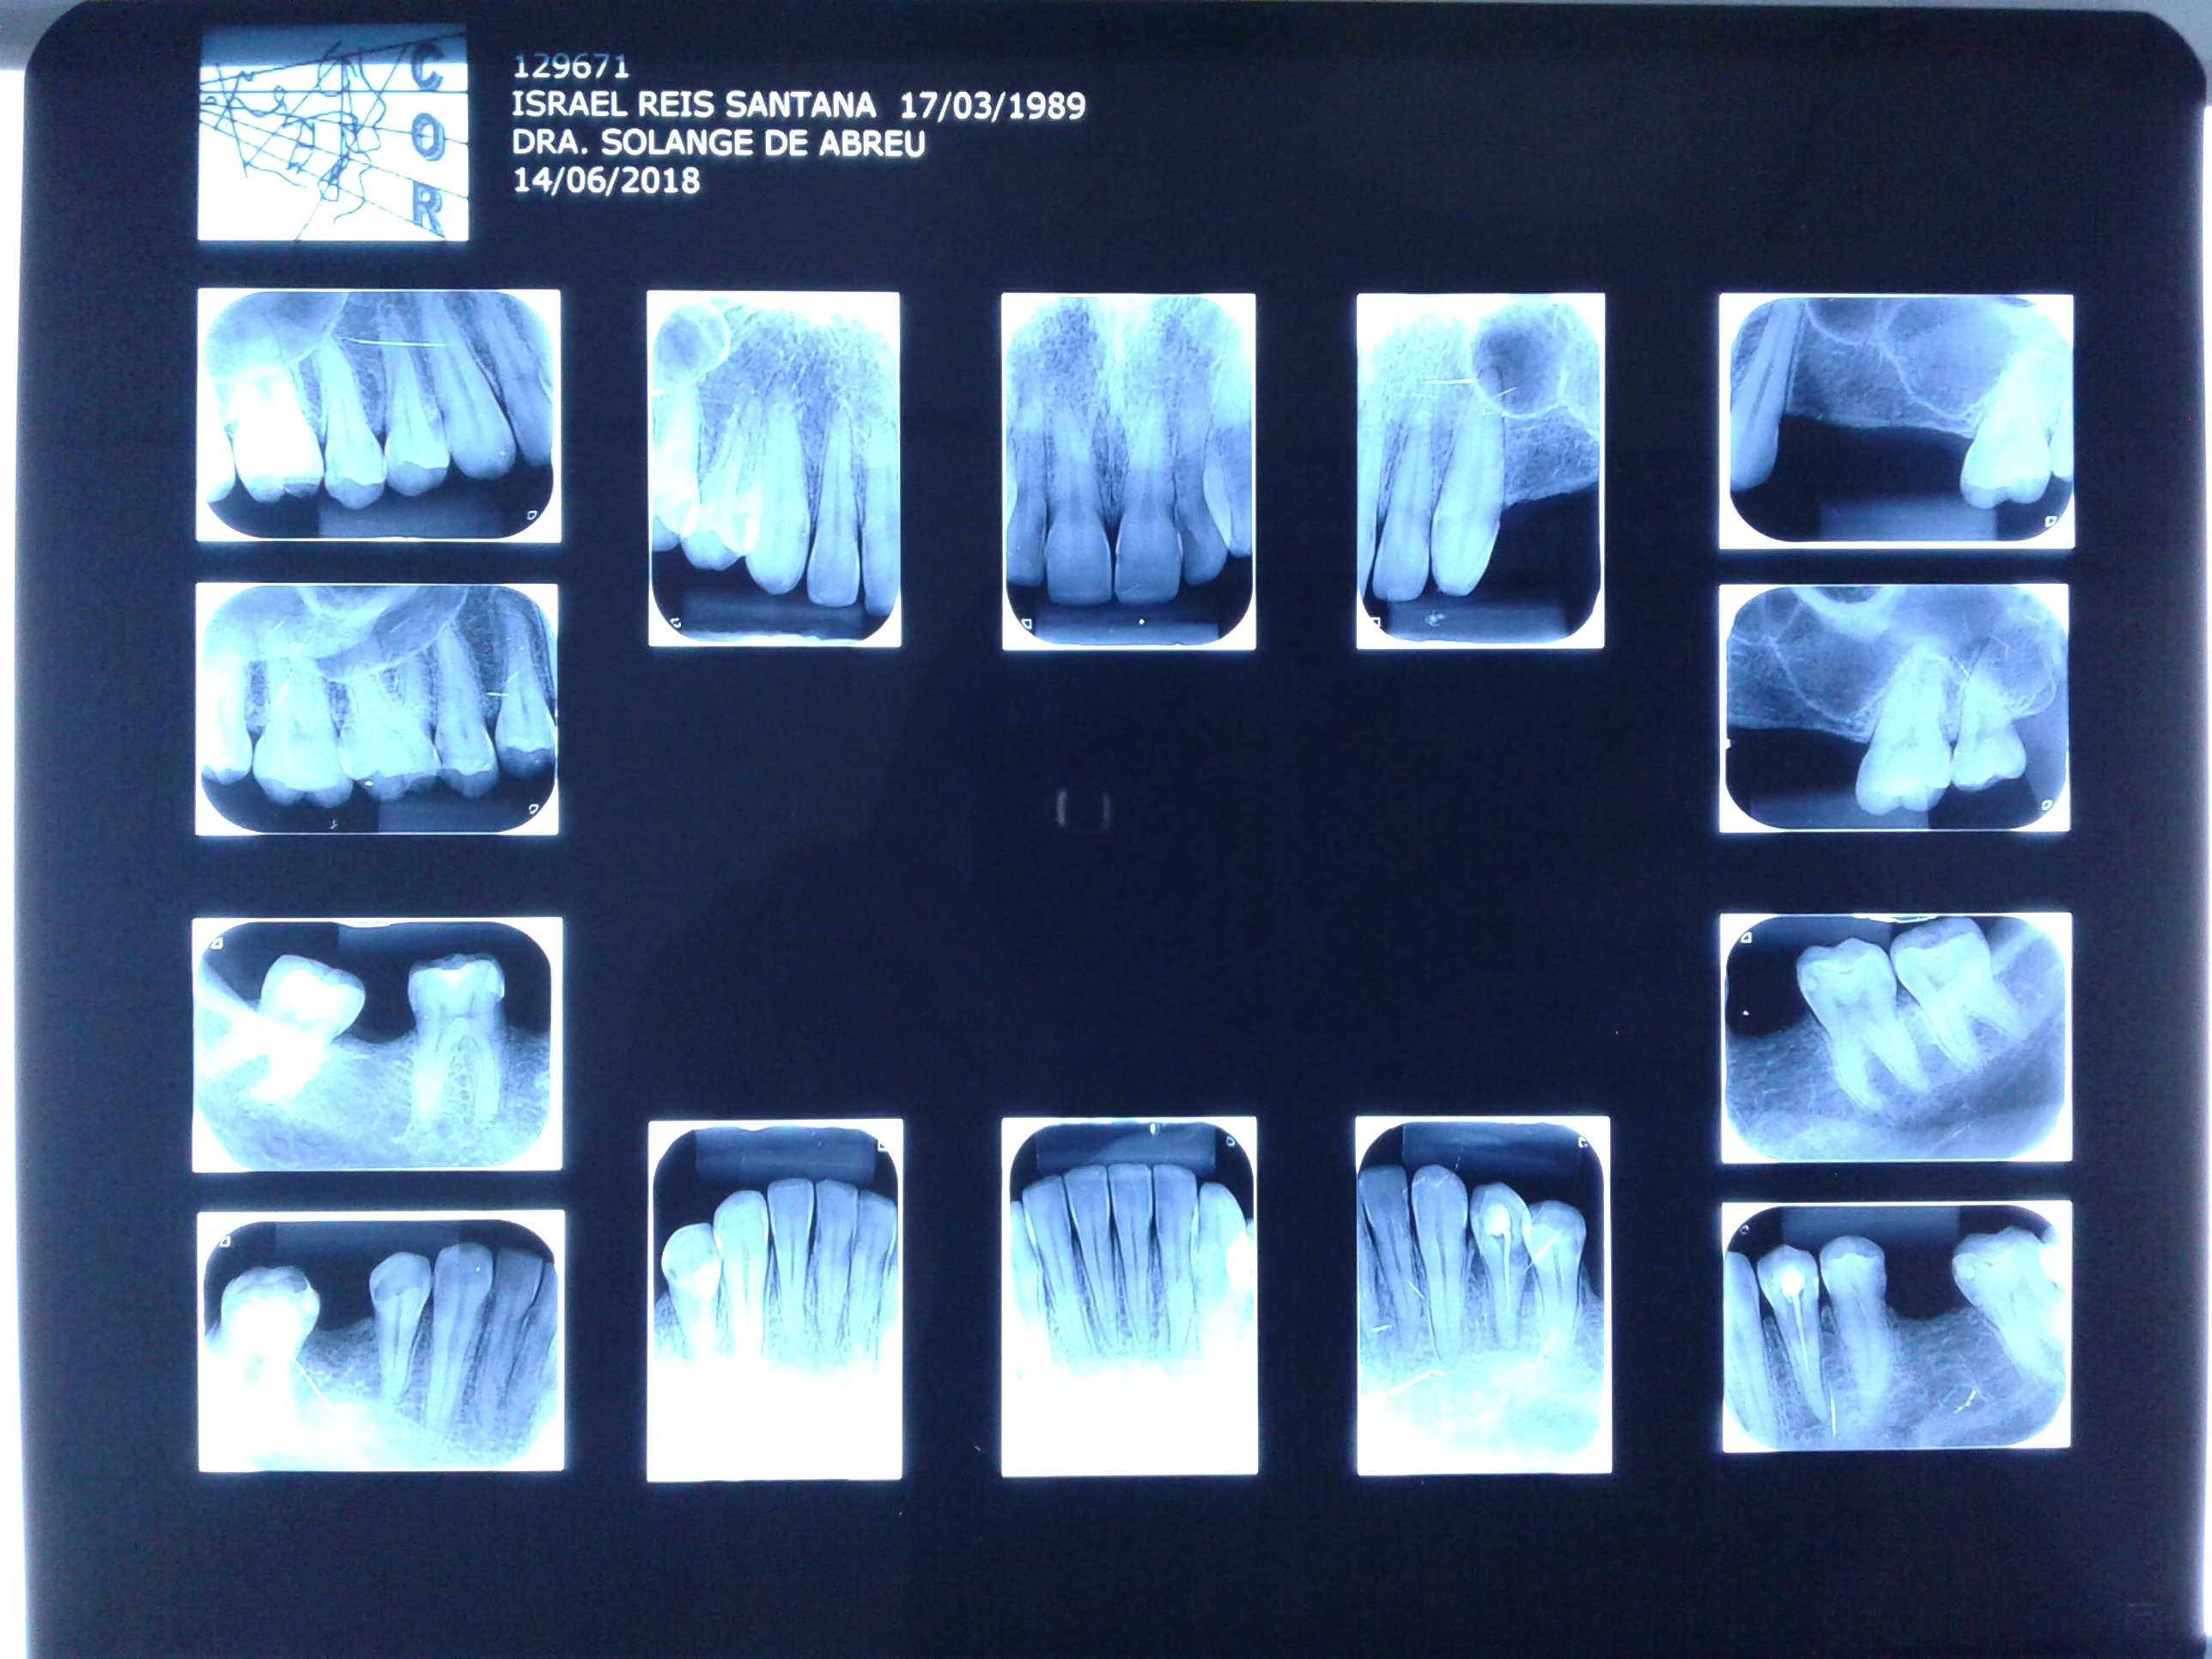 COR
129671
ISRAEL REIS SANTANA 17/03/1989
DRA. SOLANGE DE ABREU
14/06/2018